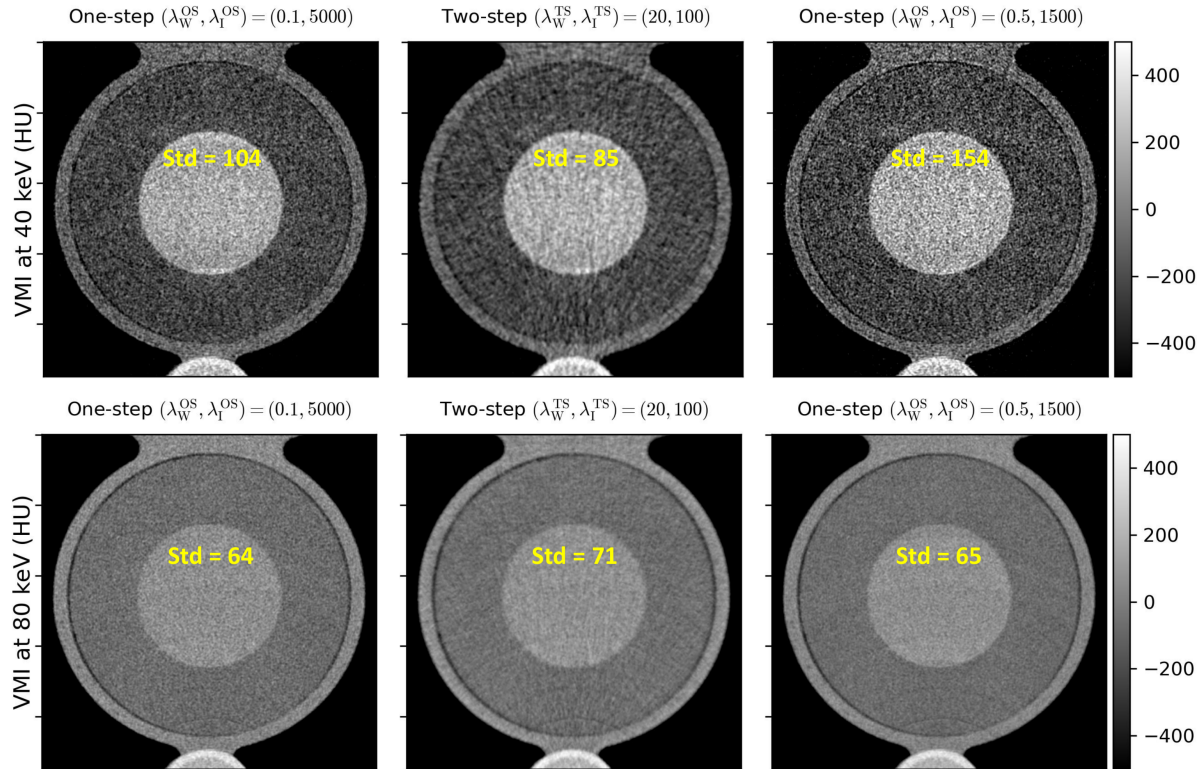 One-step (λ_W^OS, λ_I^OS) = (0.1, 5000)
Two-step (λ_W^TS, λ_I^TS) = (20, 100)
One-step (λ_W^OS, λ_I^OS) = (0.5, 1500)
VMI at 40 keV (HU)
Std = 104
Std = 85
Std = 154
400
200
0
−200
−400
One-step (λ_W^OS, λ_I^OS) = (0.1, 5000)
Two-step (λ_W^TS, λ_I^TS) = (20, 100)
One-step (λ_W^OS, λ_I^OS) = (0.5, 1500)
VMI at 80 keV (HU)
Std = 64
Std = 71
Std = 65
400
200
0
−200
−400